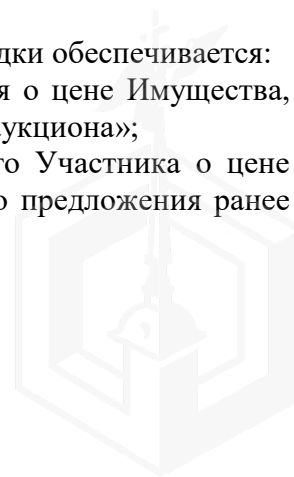 дки обеспечивается:
я о цене Имущества,
укциона»;
го Участника о цене
о предложения ранее